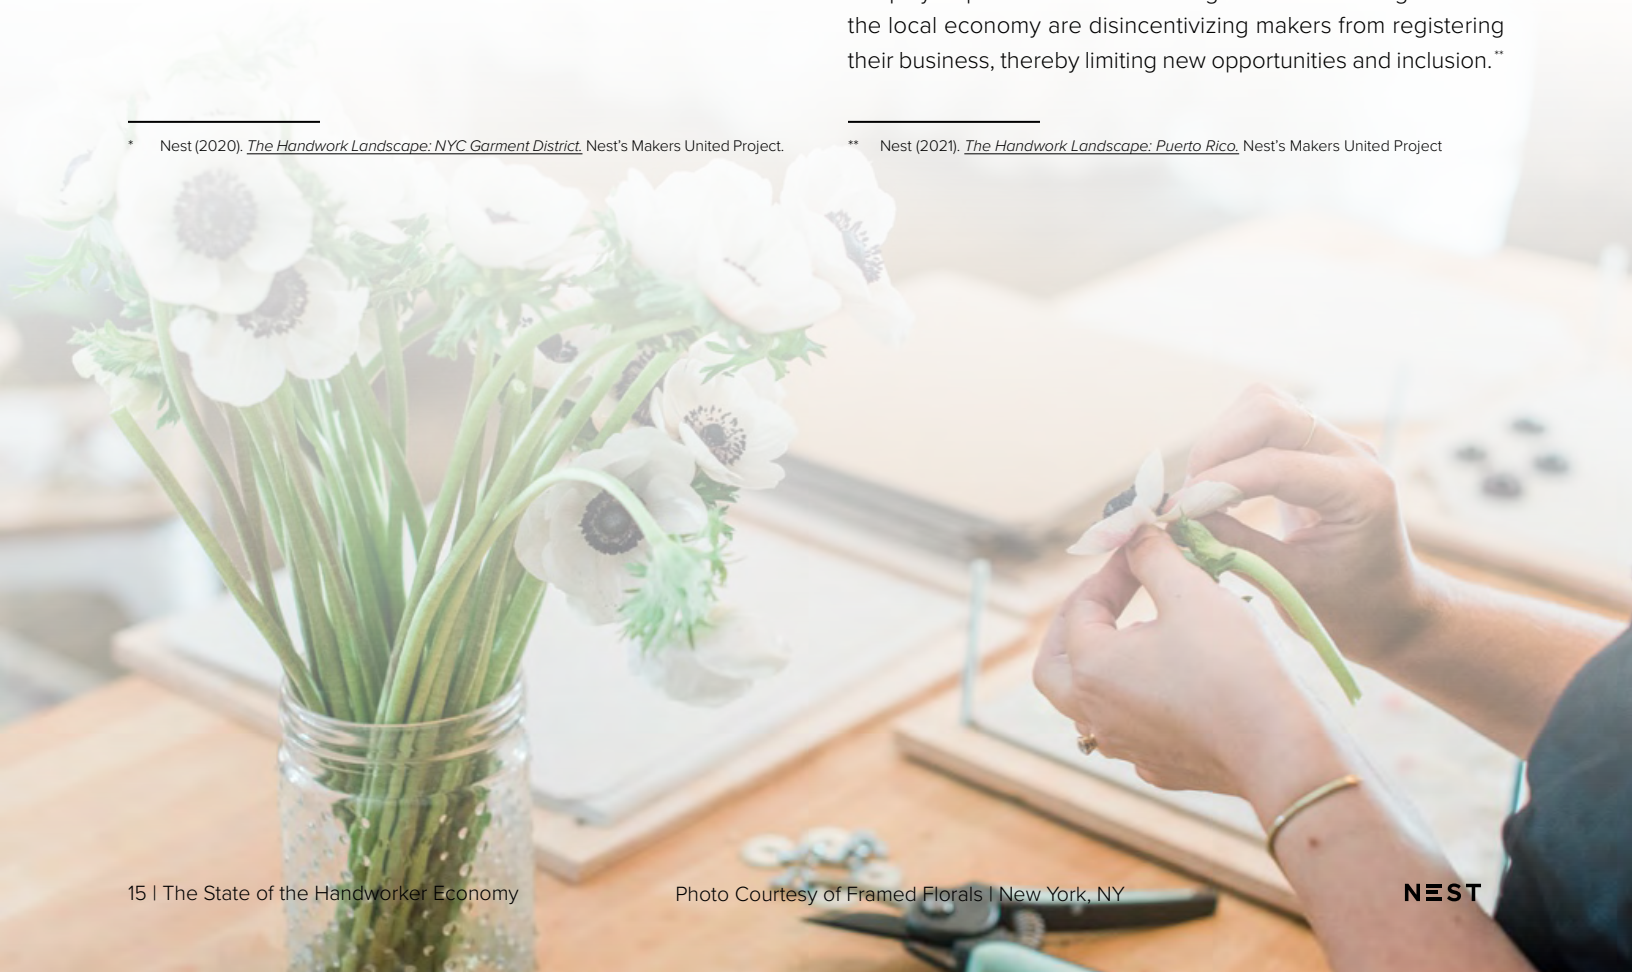 the local economy are disincentivizing makers from registering
their business, thereby limiting new opportunities and inclusion.**
* Nest (2020). The Handwork Landscape: NYC Garment District. Nest's Makers United Project.
** Nest (2021). The Handwork Landscape: Puerto Rico. Nest's Makers United Project
15 | The State of the Handworker Economy
Photo Courtesy of Framed Florals | New York, NY
NEST